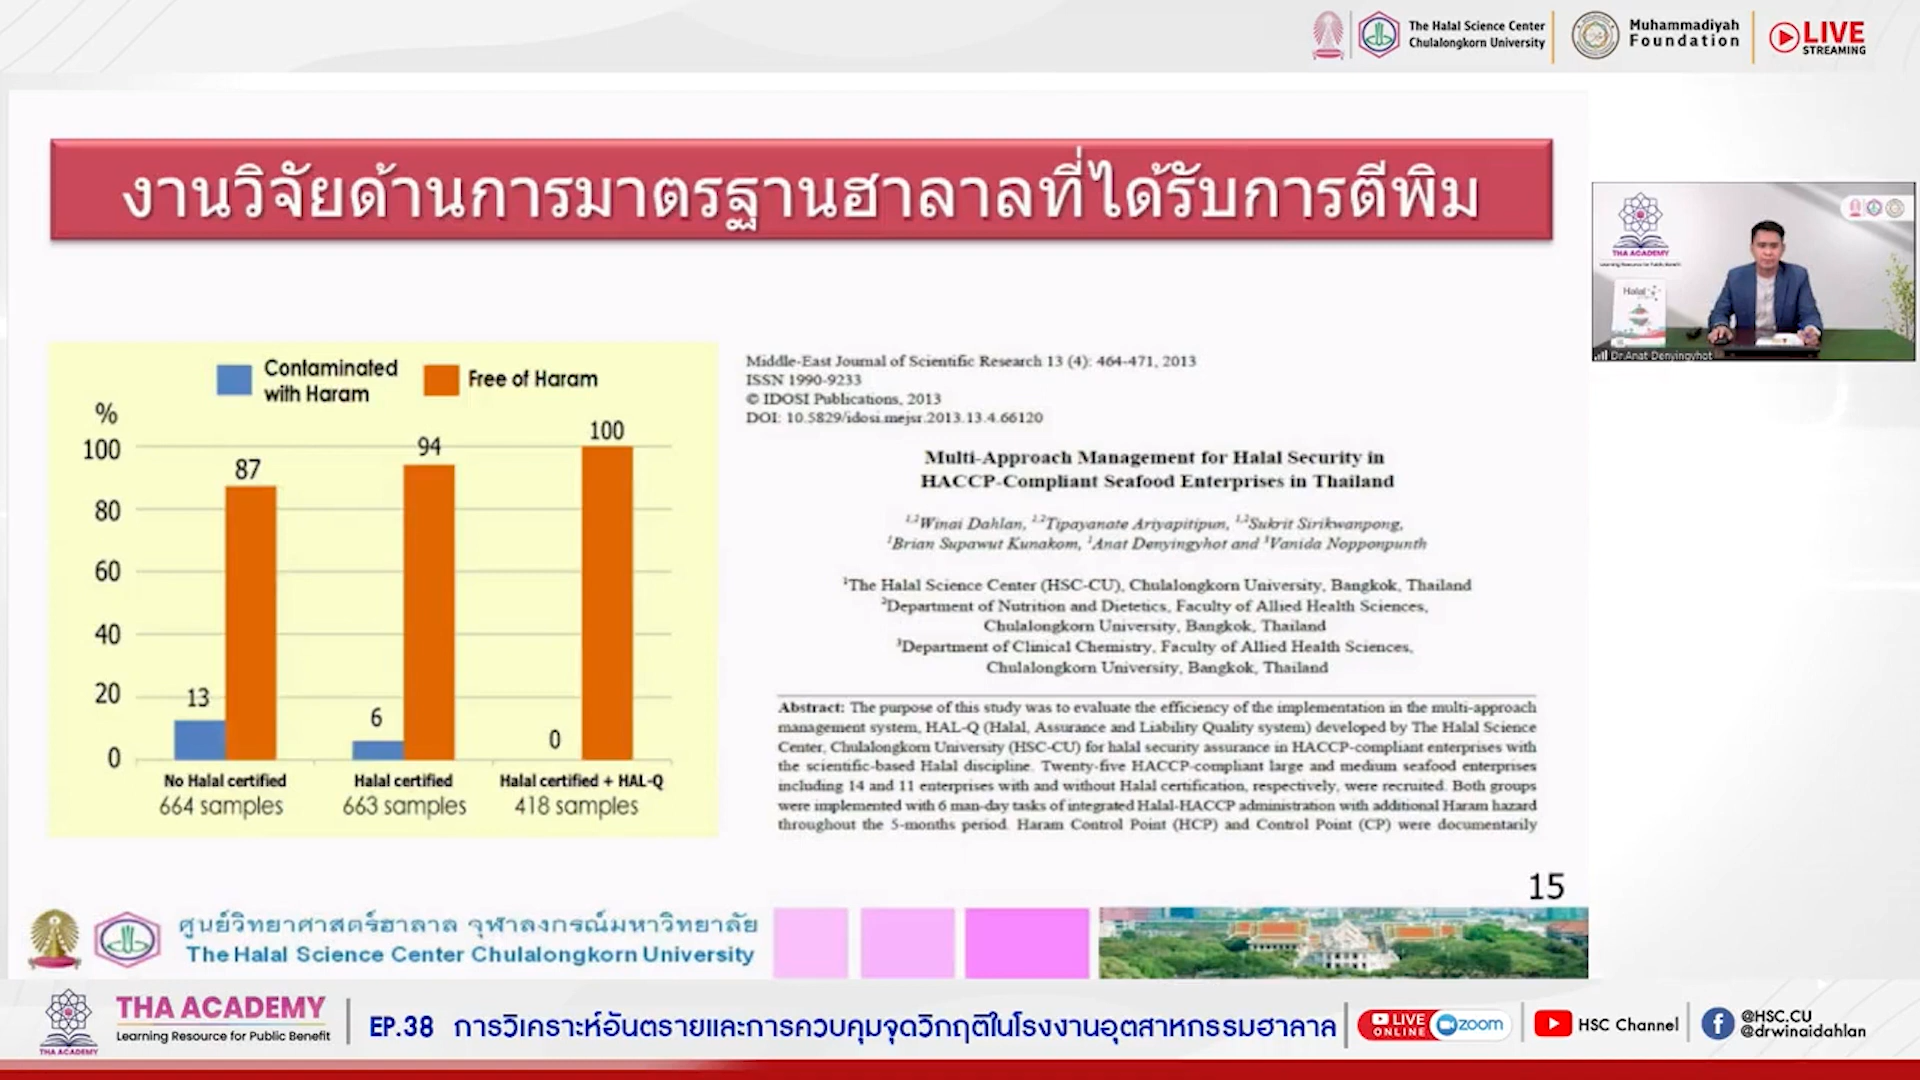 The Halal Science Center
Chulalongkorn University
Muhammadiyah
Foundation
LIVE
STREAMING
งานวิจัยด้านการมาตรฐานฮาลาลที่ได้รับการตีพิม
Contaminated
with Haram
Free of Haram
%
100
80
60
40
20
0
87
94
100
13
6
0
No Halal certified
664 samples
Halal certified
663 samples
Halal certified + HAL-Q
418 samples
Middle-East Journal of Scientific Research 13 (4): 464-471, 2013
ISSN 1990-9233
© IDOSI Publications, 2013
DOI: 10.5829/idosi.mejsr.2013.13.4.66120
Multi-Approach Management for Halal Security in
HACCP-Compliant Seafood Enterprises in Thailand
1,2Winai Dahlan, 1,2Tipayanate Ariyapitipun, 1,2Sukrit Sirikwanpong,
1Brian Supawut Kunakom, 1Anat Denyingyhot and 3Vanida Nopponpunth
1The Halal Science Center (HSC-CU), Chulalongkorn University, Bangkok, Thailand
2Department of Nutrition and Dietetics, Faculty of Allied Health Sciences,
Chulalongkorn University, Bangkok, Thailand
3Department of Clinical Chemistry, Faculty of Allied Health Sciences,
Chulalongkorn University, Bangkok, Thailand
Abstract: The purpose of this study was to evaluate the efficiency of the implementation in the multi-approach
management system, HAL-Q (Halal, Assurance and Liability Quality system) developed by The Halal Science
Center, Chulalongkorn University (HSC-CU) for halal security assurance in HACCP-compliant enterprises with
the scientific-based Halal discipline. Twenty-five HACCP-compliant large and medium seafood enterprises
including 14 and 11 enterprises with and without Halal certification, respectively, were recruited. Both groups
were implemented with 6 man-day tasks of integrated Halal-HACCP administration with additional Haram hazard
throughout the 5-months period. Haram Control Point (HCP) and Control Point (CP) were documentarily
15
THA ACADEMY
Learning Resource for Public Benefit
Halal
Dr.Anat Denyingyhot
ศูนย์วิทยาศาสตร์ฮาลาล จุฬาลงกรณ์มหาวิทยาลัย
The Halal Science Center Chulalongkorn University
THA ACADEMY
THA ACADEMY
Learning Resource for Public Benefit
EP.38 การวิเคราะห์อันตรายและการควบคุมจุดวิกฤติในโรงงานอุตสาหกรรมฮาลาล
LIVE
ONLINE
zoom
HSC Channel
@HSC.CU
@drwinaidahlan